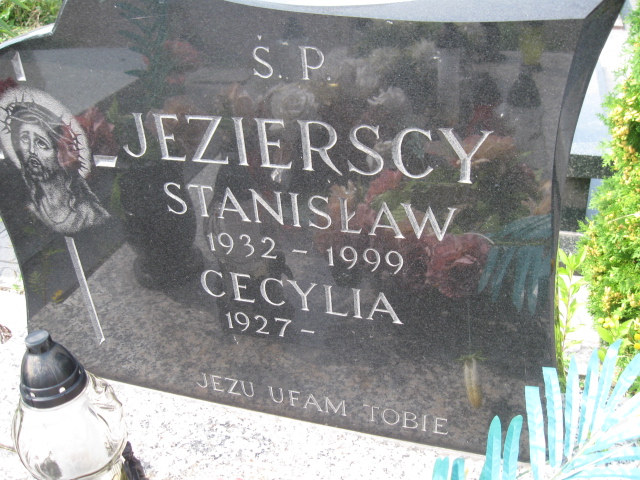 Ś. P.
JEZIERSCY
STANISŁAW
1932 - 1999
CECYLIA
1927 -
JEZU UFAM TOBIE